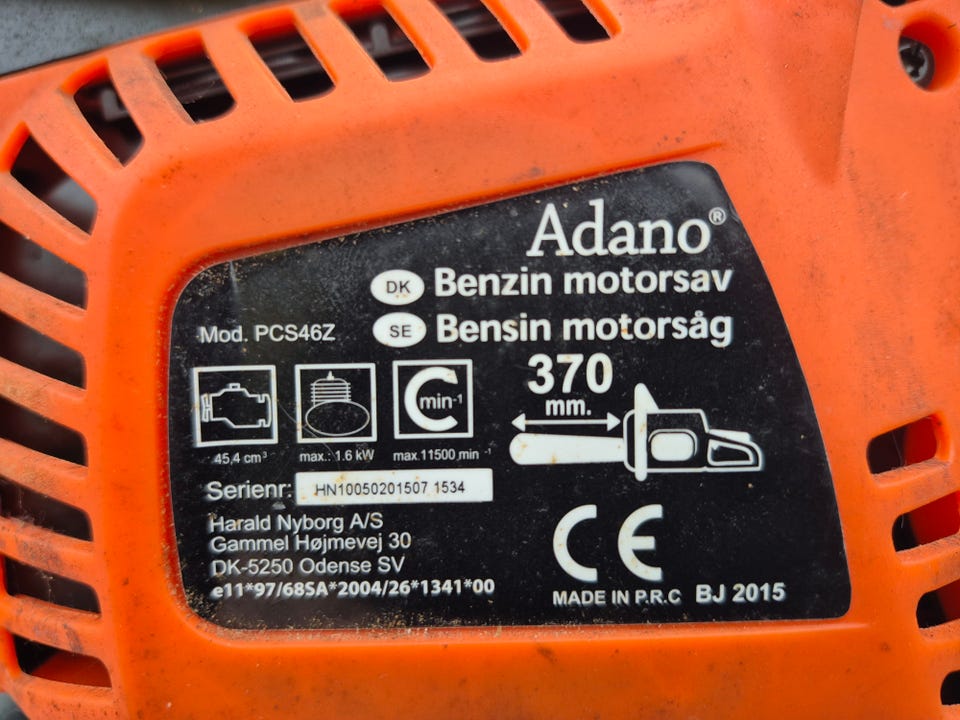 Adano®
DK Benzin motorsav
Mod. PCS46Z
SE Bensin motorsåg
370
mm.
min-1
45,4 cm³
max.: 1.6 kW
max.11500 min -1
Serienr: HN10050201507 1534
Harald Nyborg A/S
Gammel Højmevej 30
DK-5250 Odense SV
e11*97/68SA*2004/26*1341*00
CE
MADE IN P.R.C BJ 2015